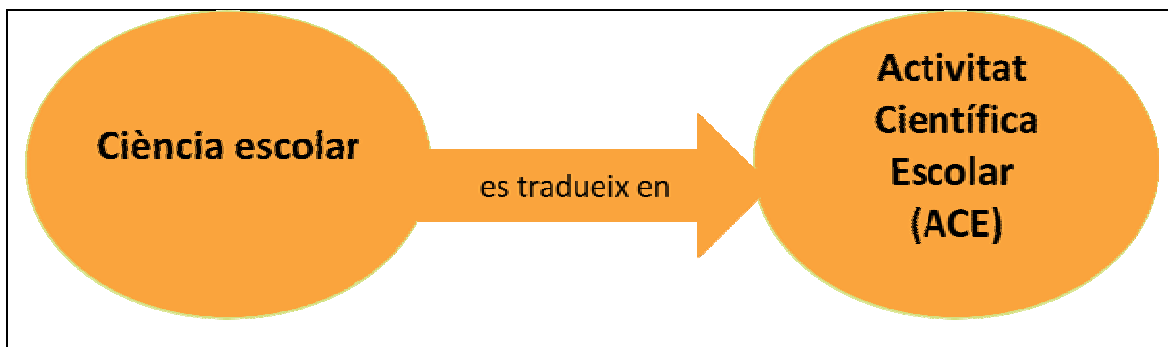 Ciència escolar
es tradueix en
Activitat
Científica
Escolar
(ACE)